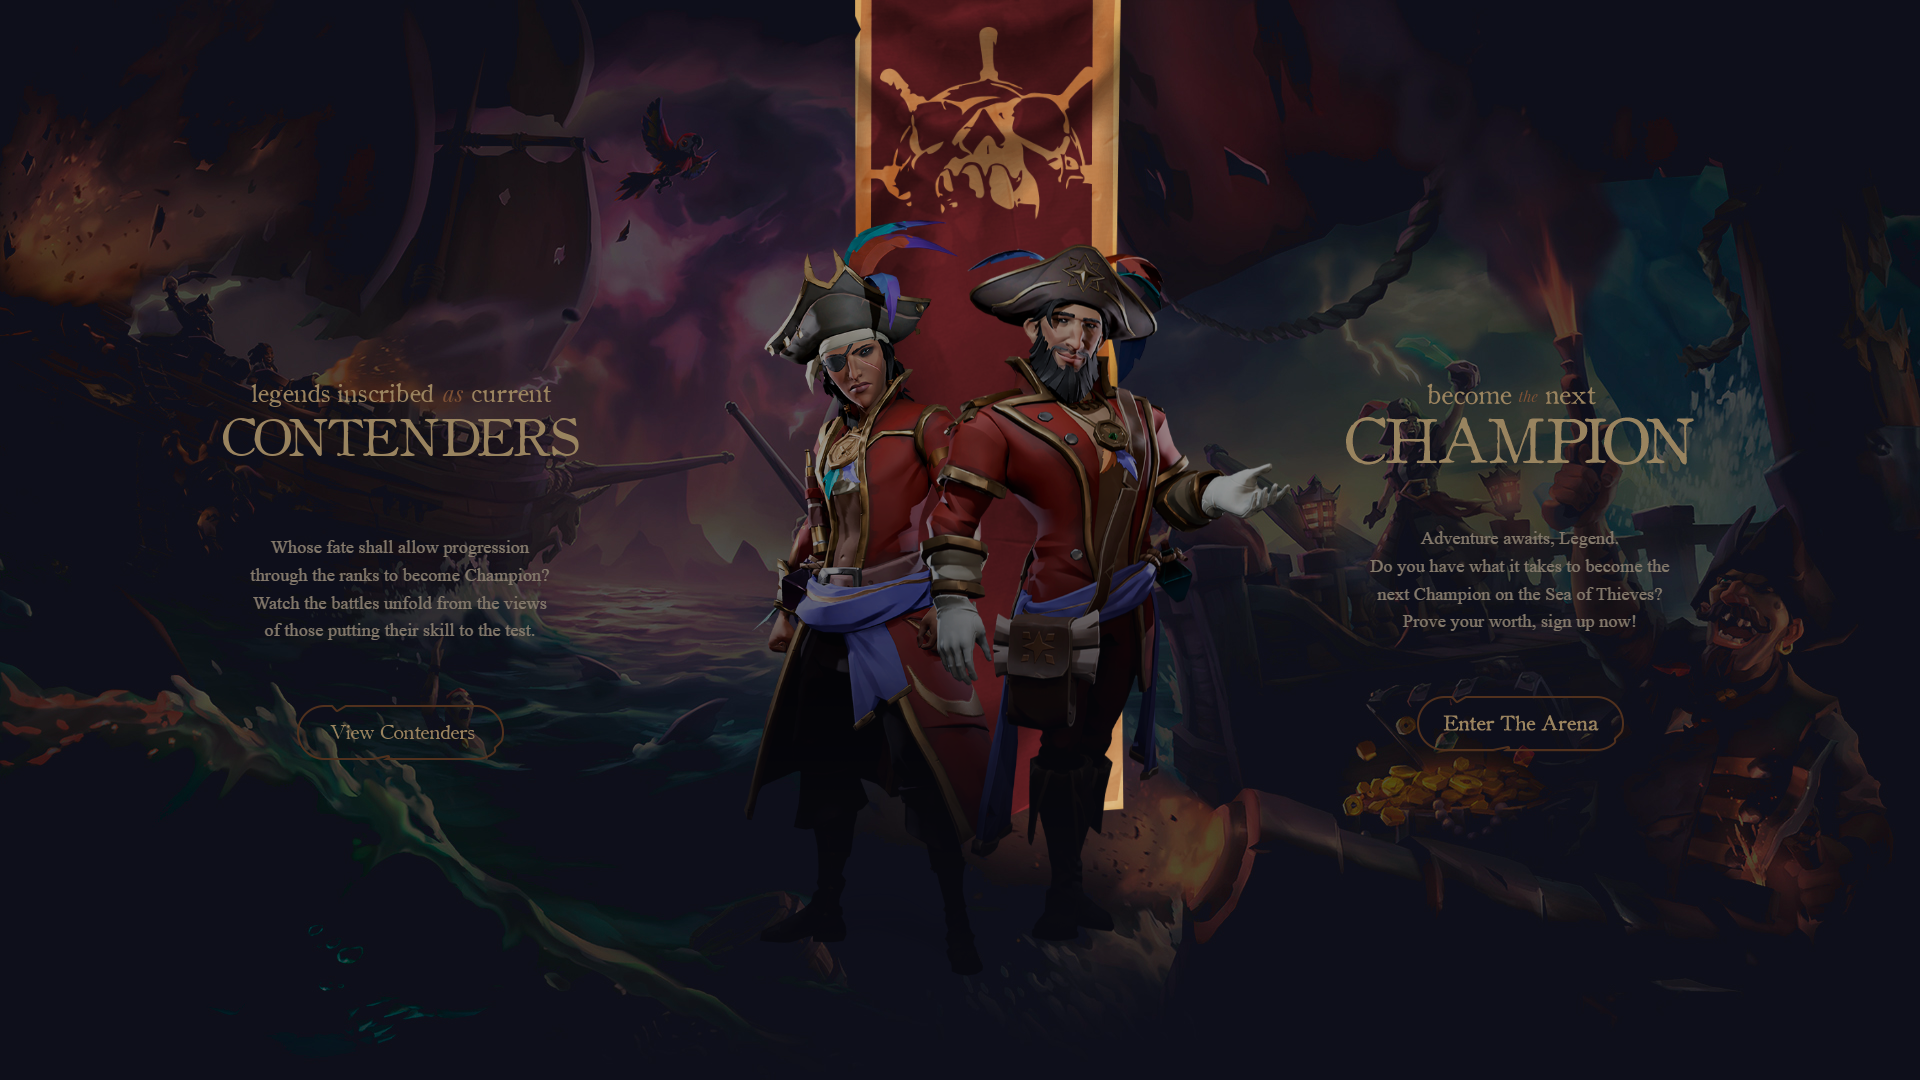 legends inscribed as current
CONTENDERS
Whose fate shall allow progression
through the ranks to become Champion?
Watch the battles unfold from the views
of those putting their skill to the test.
View Contenders
become the next
CHAMPION
Adventure awaits, Legend.
Do you have what it takes to become the
next Champion on the Sea of Thieves?
Prove your worth, sign up now!
Enter The Arena